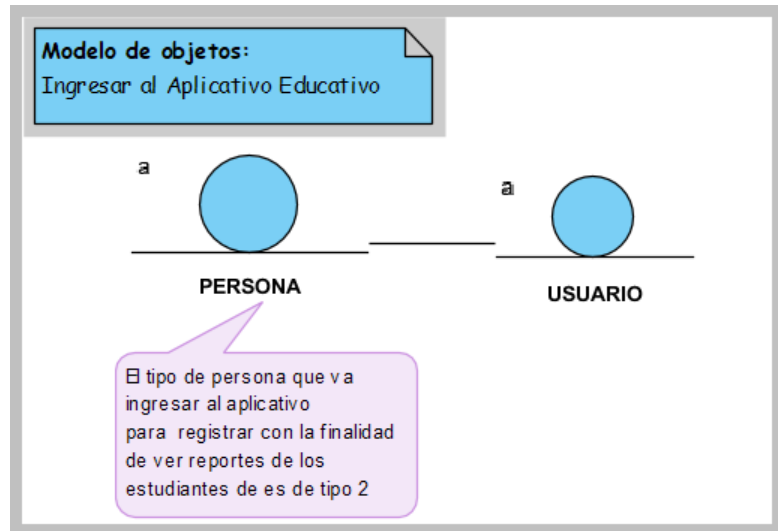 Modelo de objetos:
Ingresar al Aplicativo Educativo
a
a
PERSONA
USUARIO
El tipo de persona que va
ingresar al aplicativo
para registrar con la finalidad
de ver reportes de los
estudiantes de es de tipo 2